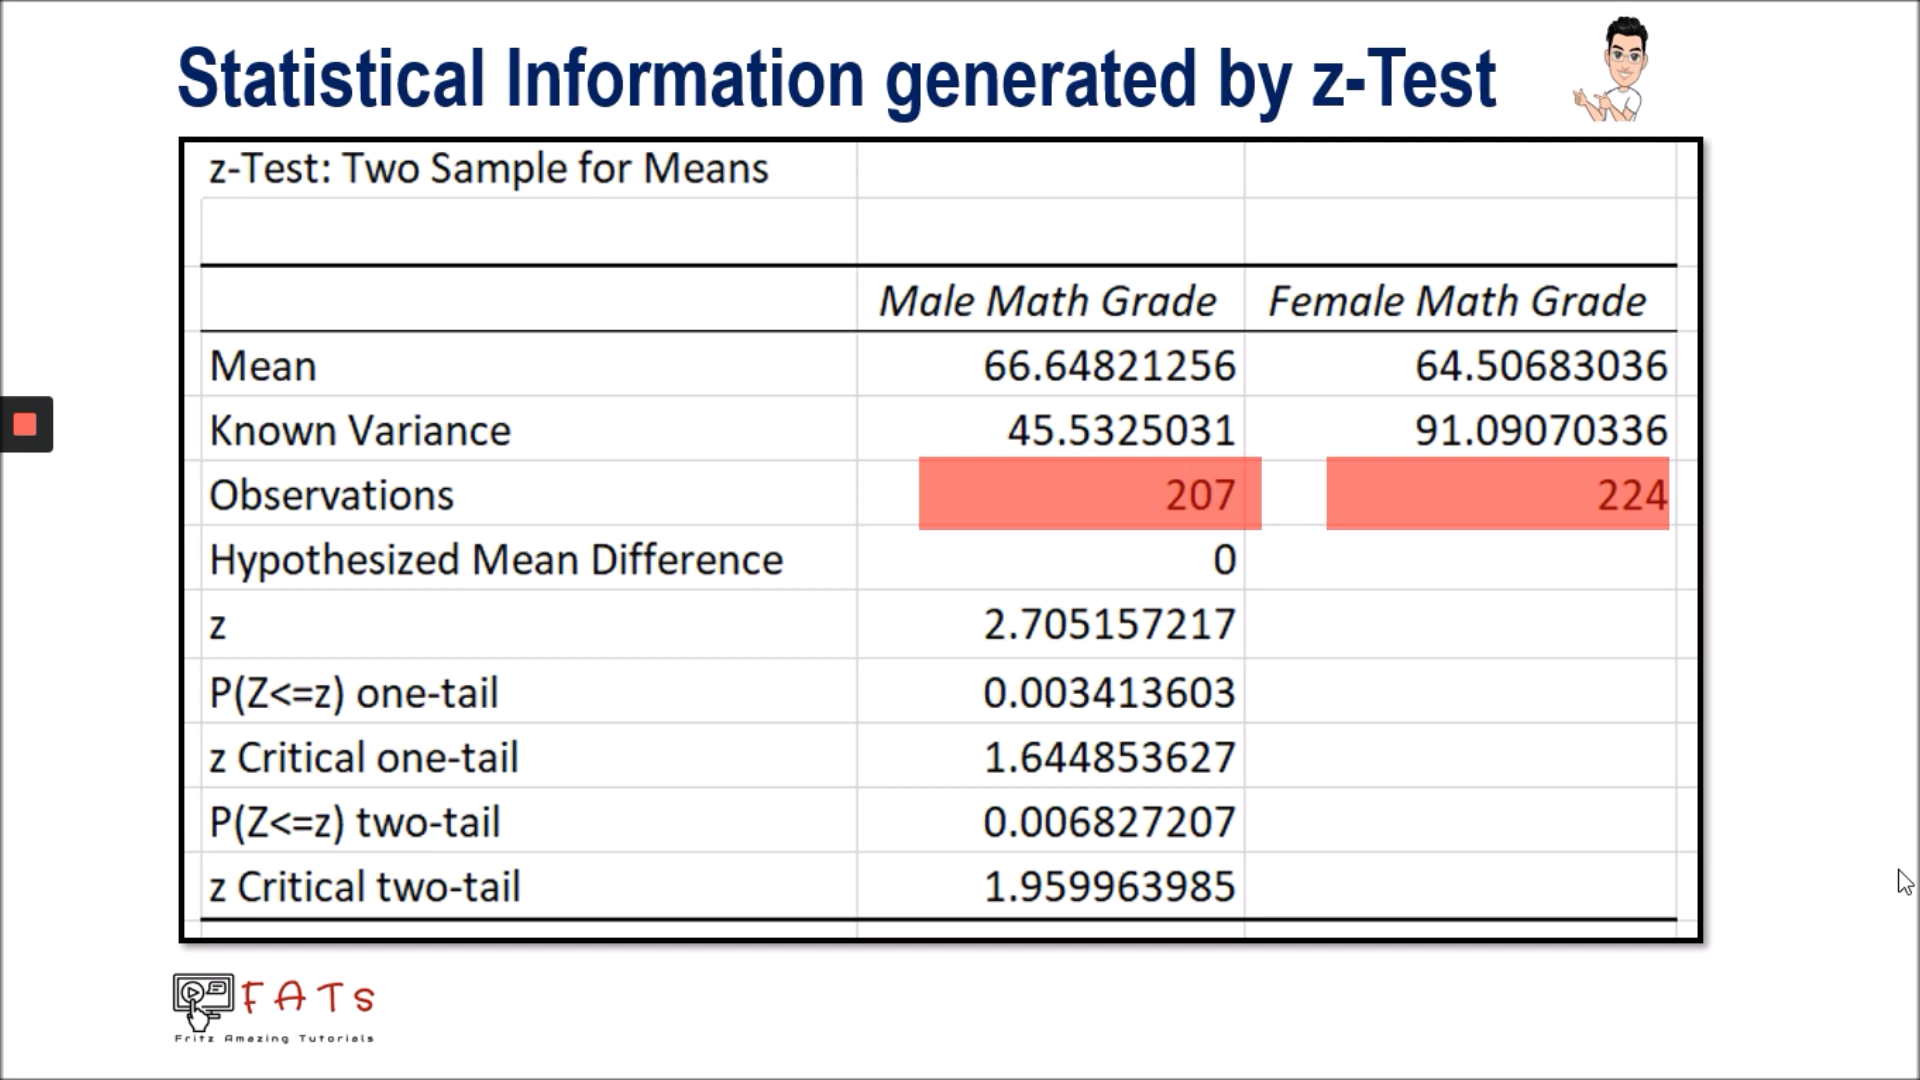 Statistical Information generated by z-Test
z-Test: Two Sample for Means
Male Math Grade Female Math Grade
Mean 66.64821256 64.50683036
Known Variance 45.5325031 91.09070336
Observations 207 224
Hypothesized Mean Difference 0
z 2.705157217
P(Z<=z) one-tail 0.003413603
z Critical one-tail 1.644853627
P(Z<=z) two-tail 0.006827207
z Critical two-tail 1.959963985
FATs
Fritz Amazing Tutorials